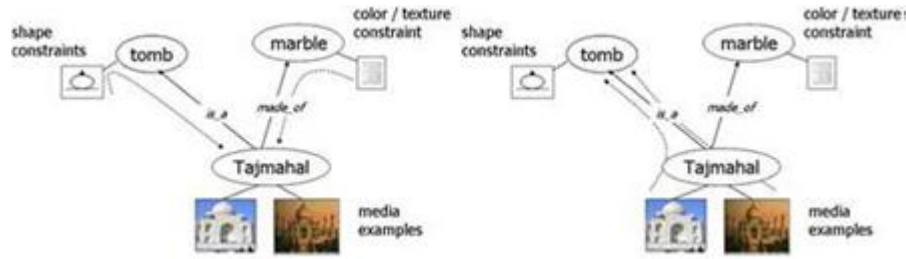 shape
constraints
tomb
marble
color / texture
constraint
is_a
made_of
Tajmahal
media
examples
shape
constraints
tomb
marble
color / texture
constraint
is_a
made_of
Tajmahal
media
examples